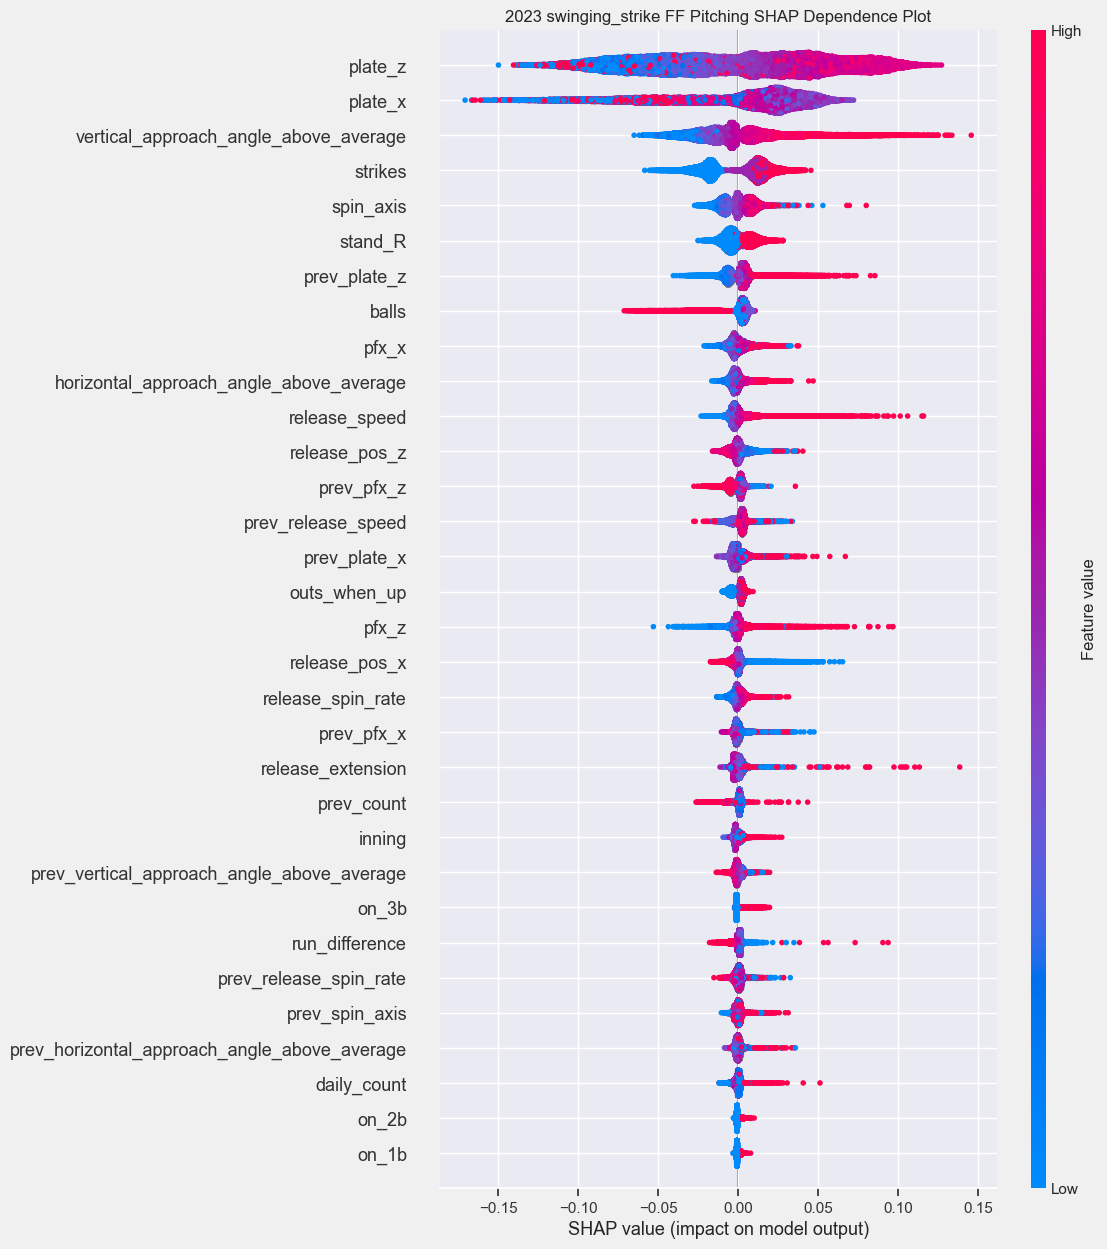 2023 swinging_strike FF Pitching SHAP Dependence Plot
High
plate_z
plate_x
vertical_approach_angle_above_average
strikes
spin_axis
stand_R
prev_plate_z
balls
pfx_x
horizontal_approach_angle_above_average
release_speed
release_pos_z
prev_pfx_z
prev_release_speed
prev_plate_x
outs_when_up
pfx_z
release_pos_x
release_spin_rate
prev_pfx_x
release_extension
prev_count
inning
prev_vertical_approach_angle_above_average
on_3b
run_difference
prev_release_spin_rate
prev_spin_axis
prev_horizontal_approach_angle_above_average
daily_count
on_2b
on_1b
Feature value
Low
−0.15 −0.10 −0.05 0.00 0.05 0.10 0.15
SHAP value (impact on model output)